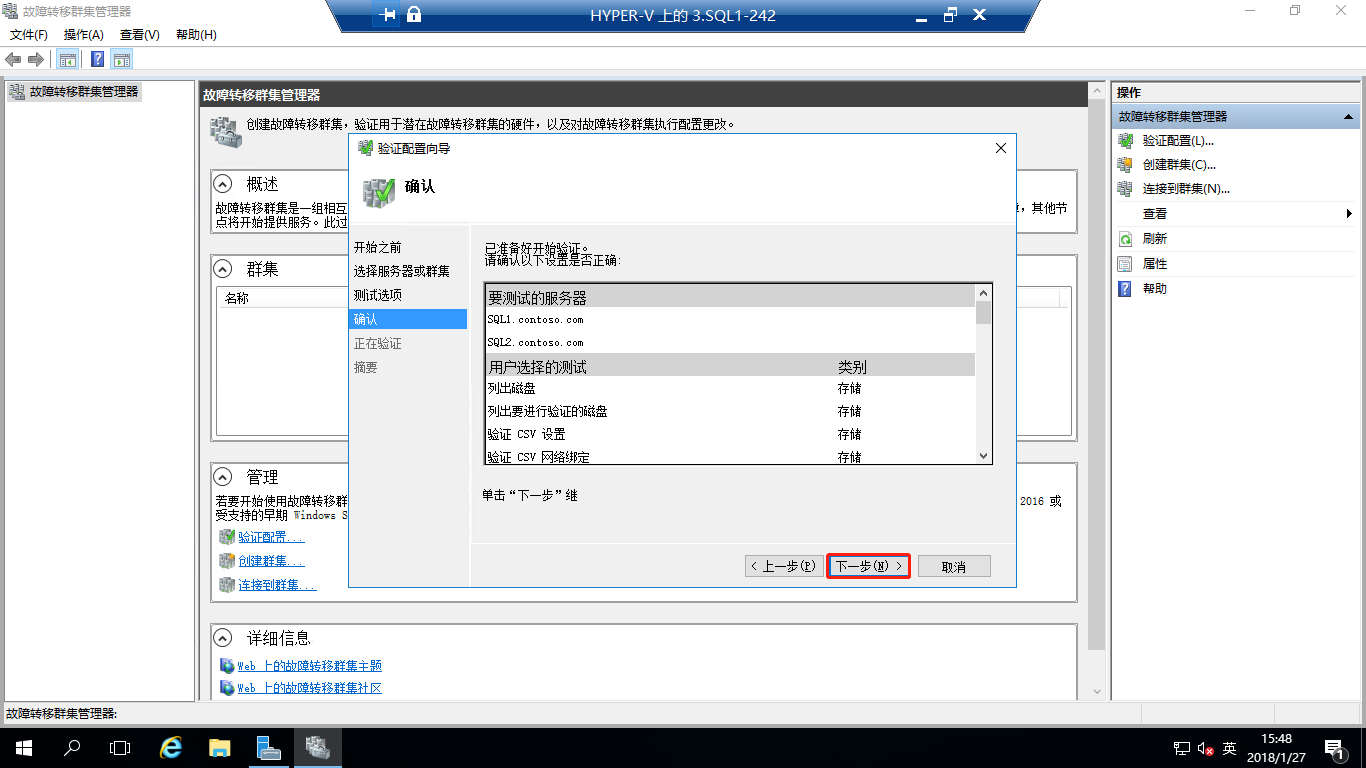 故障转移群集管理器
HYPER-V 上的 3.SQL1-242
文件(F) 操作(A) 查看(V) 帮助(H)
故障转移群集管理器
故障转移群集管理器
创建故障转移群集，验证用于潜在故障转移群集的硬件，以及对故障转移群集执行配置更改。
概述
故障转移群集是一组相互
，其他节
点将开始提供服务。此过
群集
名称
管理
若要开始使用故障转移群
2016 或
受支持的早期 Windows S
验证配置...
创建群集...
连接到群集...
详细信息
Web 上的故障转移群集主题
Web 上的故障转移群集社区
验证配置向导
确认
开始之前
选择服务器或群集
测试选项
确认
正在验证
摘要
已准备好开始验证。
请确认以下设置是否正确:
要测试的服务器
SQL1.contoso.com
SQL2.contoso.com
用户选择的测试 类别
列出磁盘 存储
列出要进行验证的磁盘 存储
验证 CSV 设置 存储
验证 CSV 网络绑定 存储
单击“下一步”继
< 上一步(P) 下一步(N) > 取消
操作
故障转移群集管理器
验证配置(L)...
创建群集(C)...
连接到群集(N)...
查看
刷新
属性
帮助
故障转移群集管理器:
英
15:48
2018/1/27
1